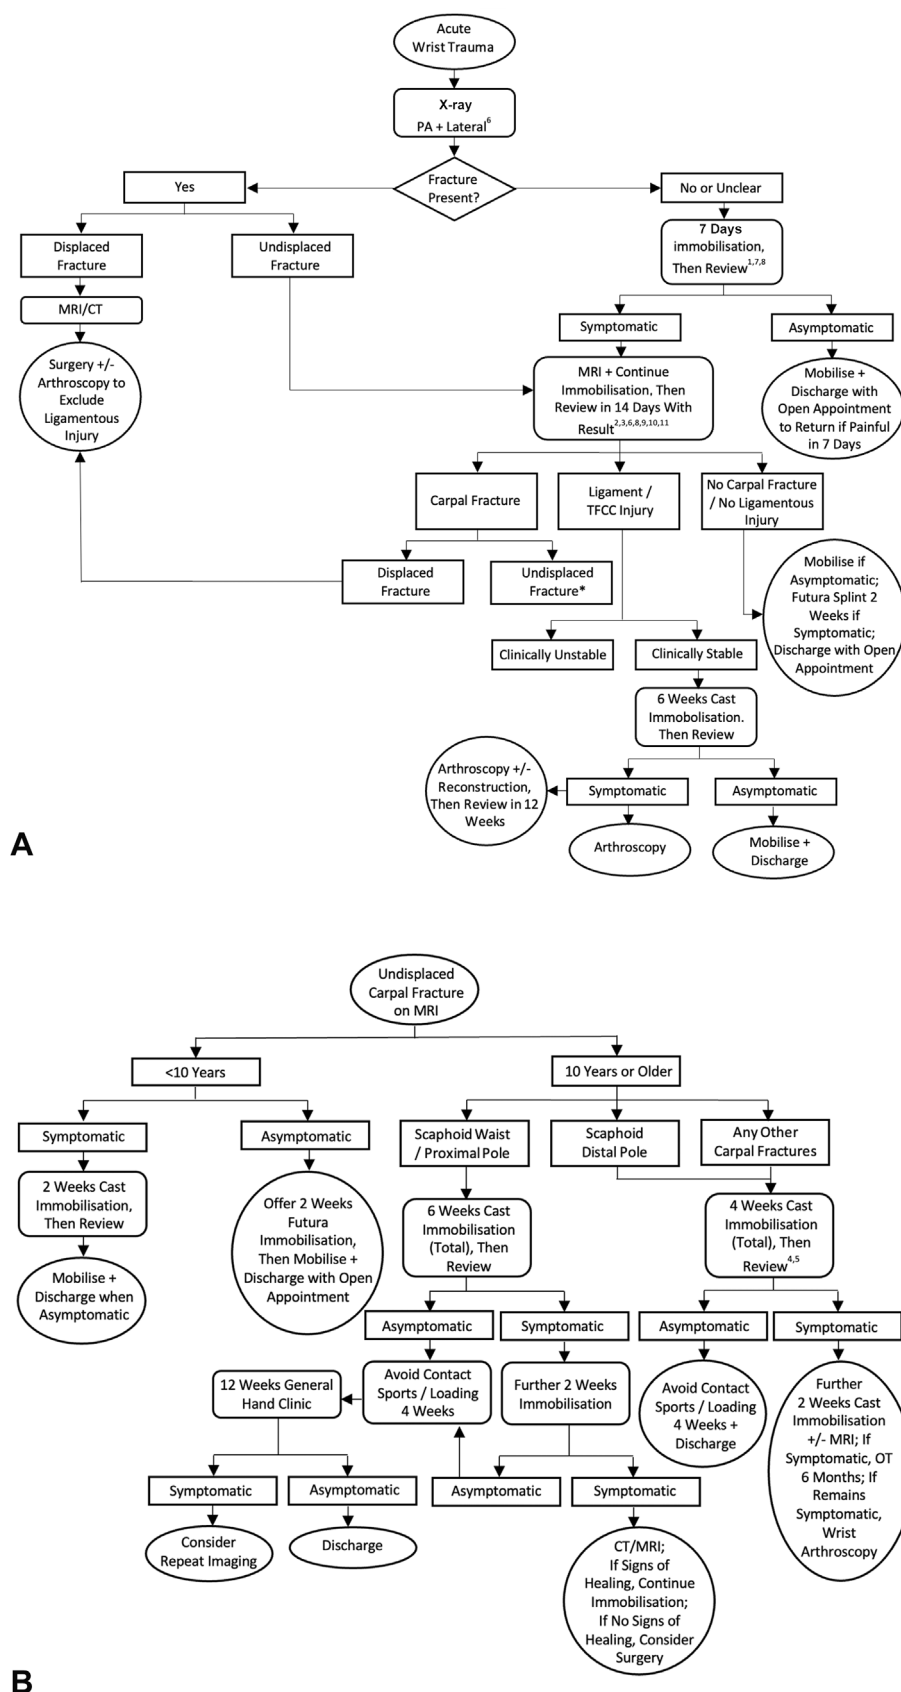 Acute
Wrist Trauma
X-ray
PA + Lateral6
Fracture
Present?
Yes
No or Unclear
Displaced
Fracture
Undisplaced
Fracture
7 Days
immobilisation,
Then Review1,7,8
MRI/CT
Symptomatic
Asymptomatic
Surgery +/-
Arthroscopy to
Exclude
Ligamentous
Injury
MRI + Continue
Immobilisation, Then
Review in 14 Days With
Result2,3,6,8,9,10,11
Mobilise +
Discharge with
Open Appointment
to Return if Painful
in 7 Days
Carpal Fracture
Ligament /
TFCC Injury
No Carpal Fracture
/ No Ligamentous
Injury
Displaced
Fracture
Undisplaced
Fracture*
Mobilise if
Asymptomatic;
Futura Splint 2
Weeks if
Symptomatic;
Discharge with Open
Appointment
Clinically Unstable
Clinically Stable
6 Weeks Cast
Immobolisation.
Then Review
Arthroscopy +/-
Reconstruction,
Then Review in 12
Weeks
Symptomatic
Asymptomatic
Arthroscopy
Mobilise +
Discharge
A
Undisplaced
Carpal Fracture
on MRI
<10 Years
10 Years or Older
Symptomatic
Asymptomatic
Scaphoid Waist
/ Proximal Pole
Scaphoid
Distal Pole
Any Other
Carpal Fractures
2 Weeks Cast
Immobilisation,
Then Review
Offer 2 Weeks
Futura
Immobilisation,
Then Mobilise +
Discharge with Open
Appointment
6 Weeks Cast
Immobilisation
(Total), Then
Review
4 Weeks Cast
Immobilisation
(Total), Then
Review4,5
Mobilise +
Discharge when
Asymptomatic
Asymptomatic
Symptomatic
Asymptomatic
Symptomatic
12 Weeks General
Hand Clinic
Avoid Contact
Sports / Loading
4 Weeks
Further 2 Weeks
Immobilisation
Avoid Contact
Sports / Loading
4 Weeks +
Discharge
Further
2 Weeks Cast
Immobilisation
+/- MRI; If
Symptomatic, OT
6 Months; If
Remains
Symptomatic,
Wrist
Arthroscopy
Symptomatic
Asymptomatic
Asymptomatic
Symptomatic
Consider
Repeat Imaging
Discharge
CT/MRI;
If Signs of
Healing, Continue
Immobilisation;
If No Signs of
Healing, Consider
Surgery
B